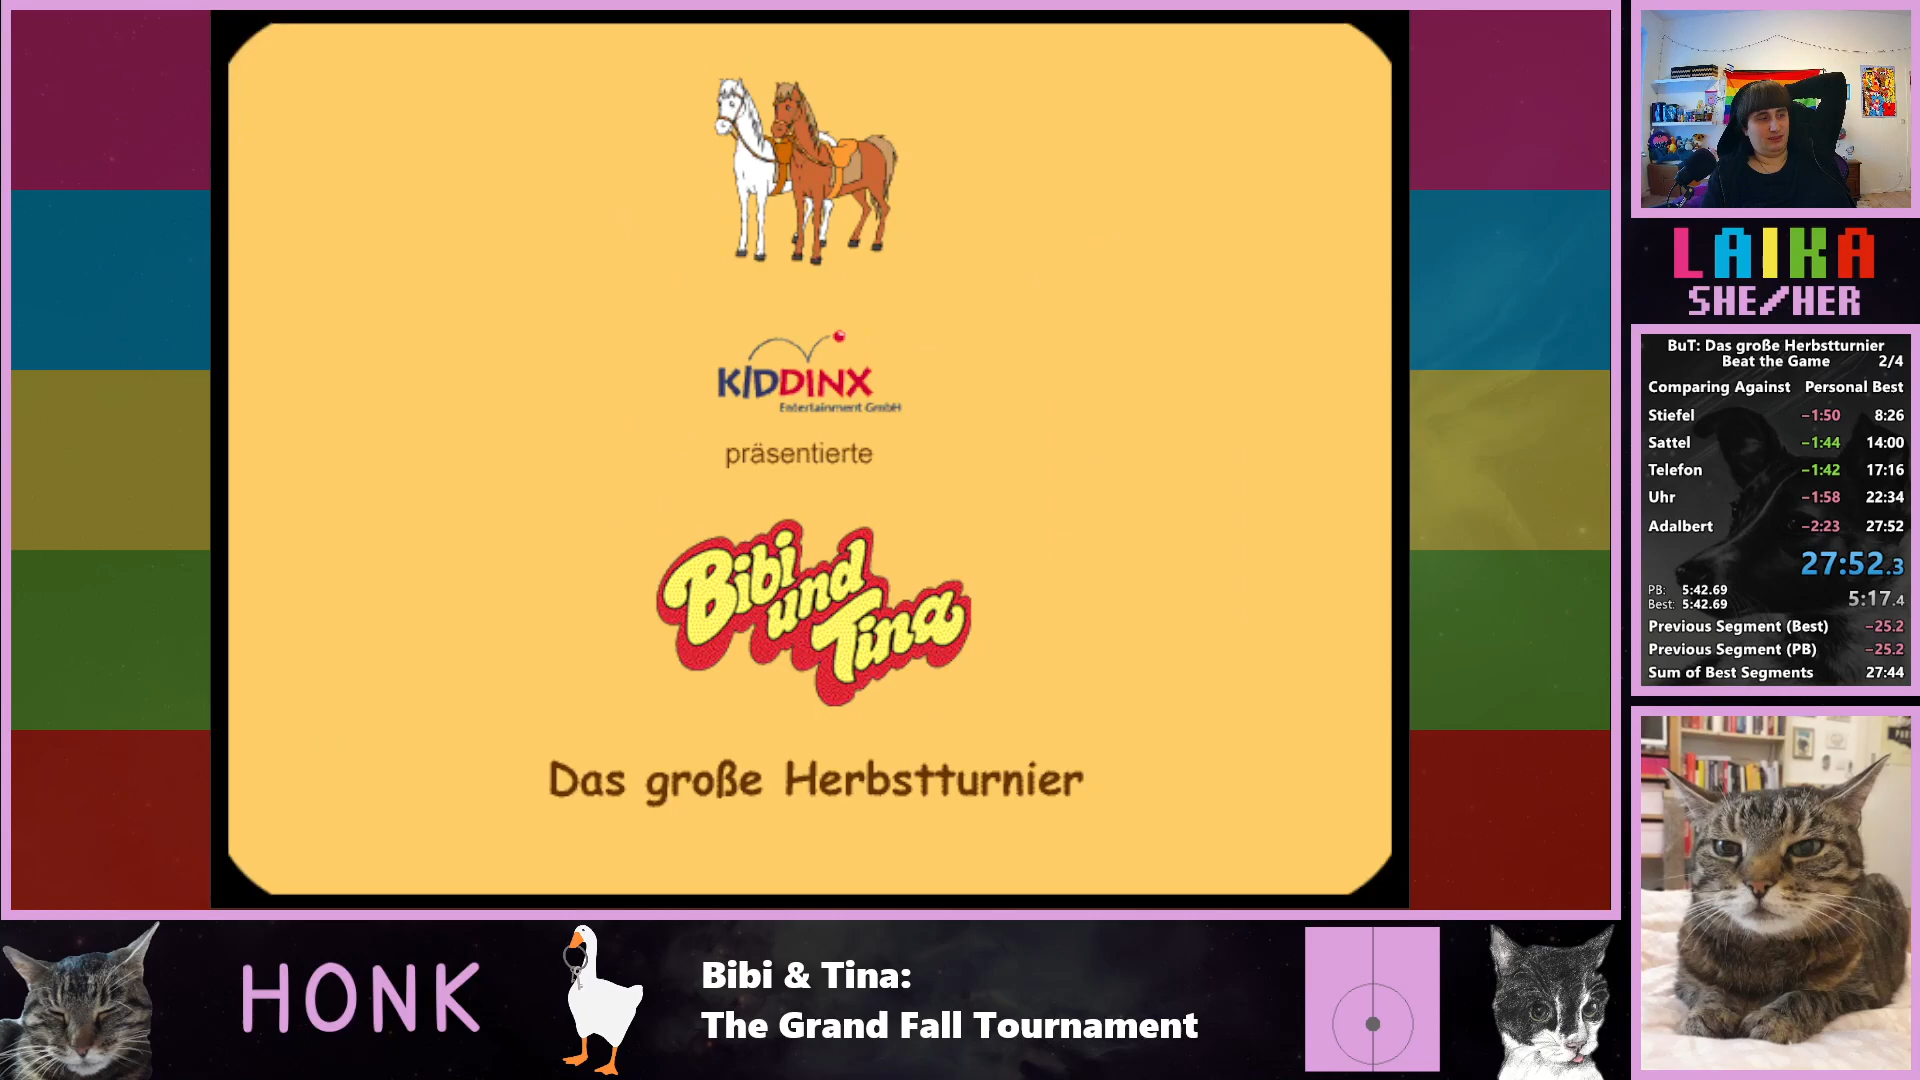 KIDDINX
Entertainment GmbH
präsentierte
Bibi
und
Tina
Das große Herbstturnier
LAIKA
SHE/HER
BuT: Das große Herbstturnier
Beat the Game 2/4
Comparing Against Personal Best
Stiefel −1:50 8:26
Sattel −1:44 14:00
Telefon −1:42 17:16
Uhr −1:58 22:34
Adalbert −2:23 27:52
27:52.3
PB: 5:42.69
Best: 5:42.69
5:17.4
Previous Segment (Best) −25.2
Previous Segment (PB) −25.2
Sum of Best Segments 27:44
HONK
Bibi & Tina:
The Grand Fall Tournament